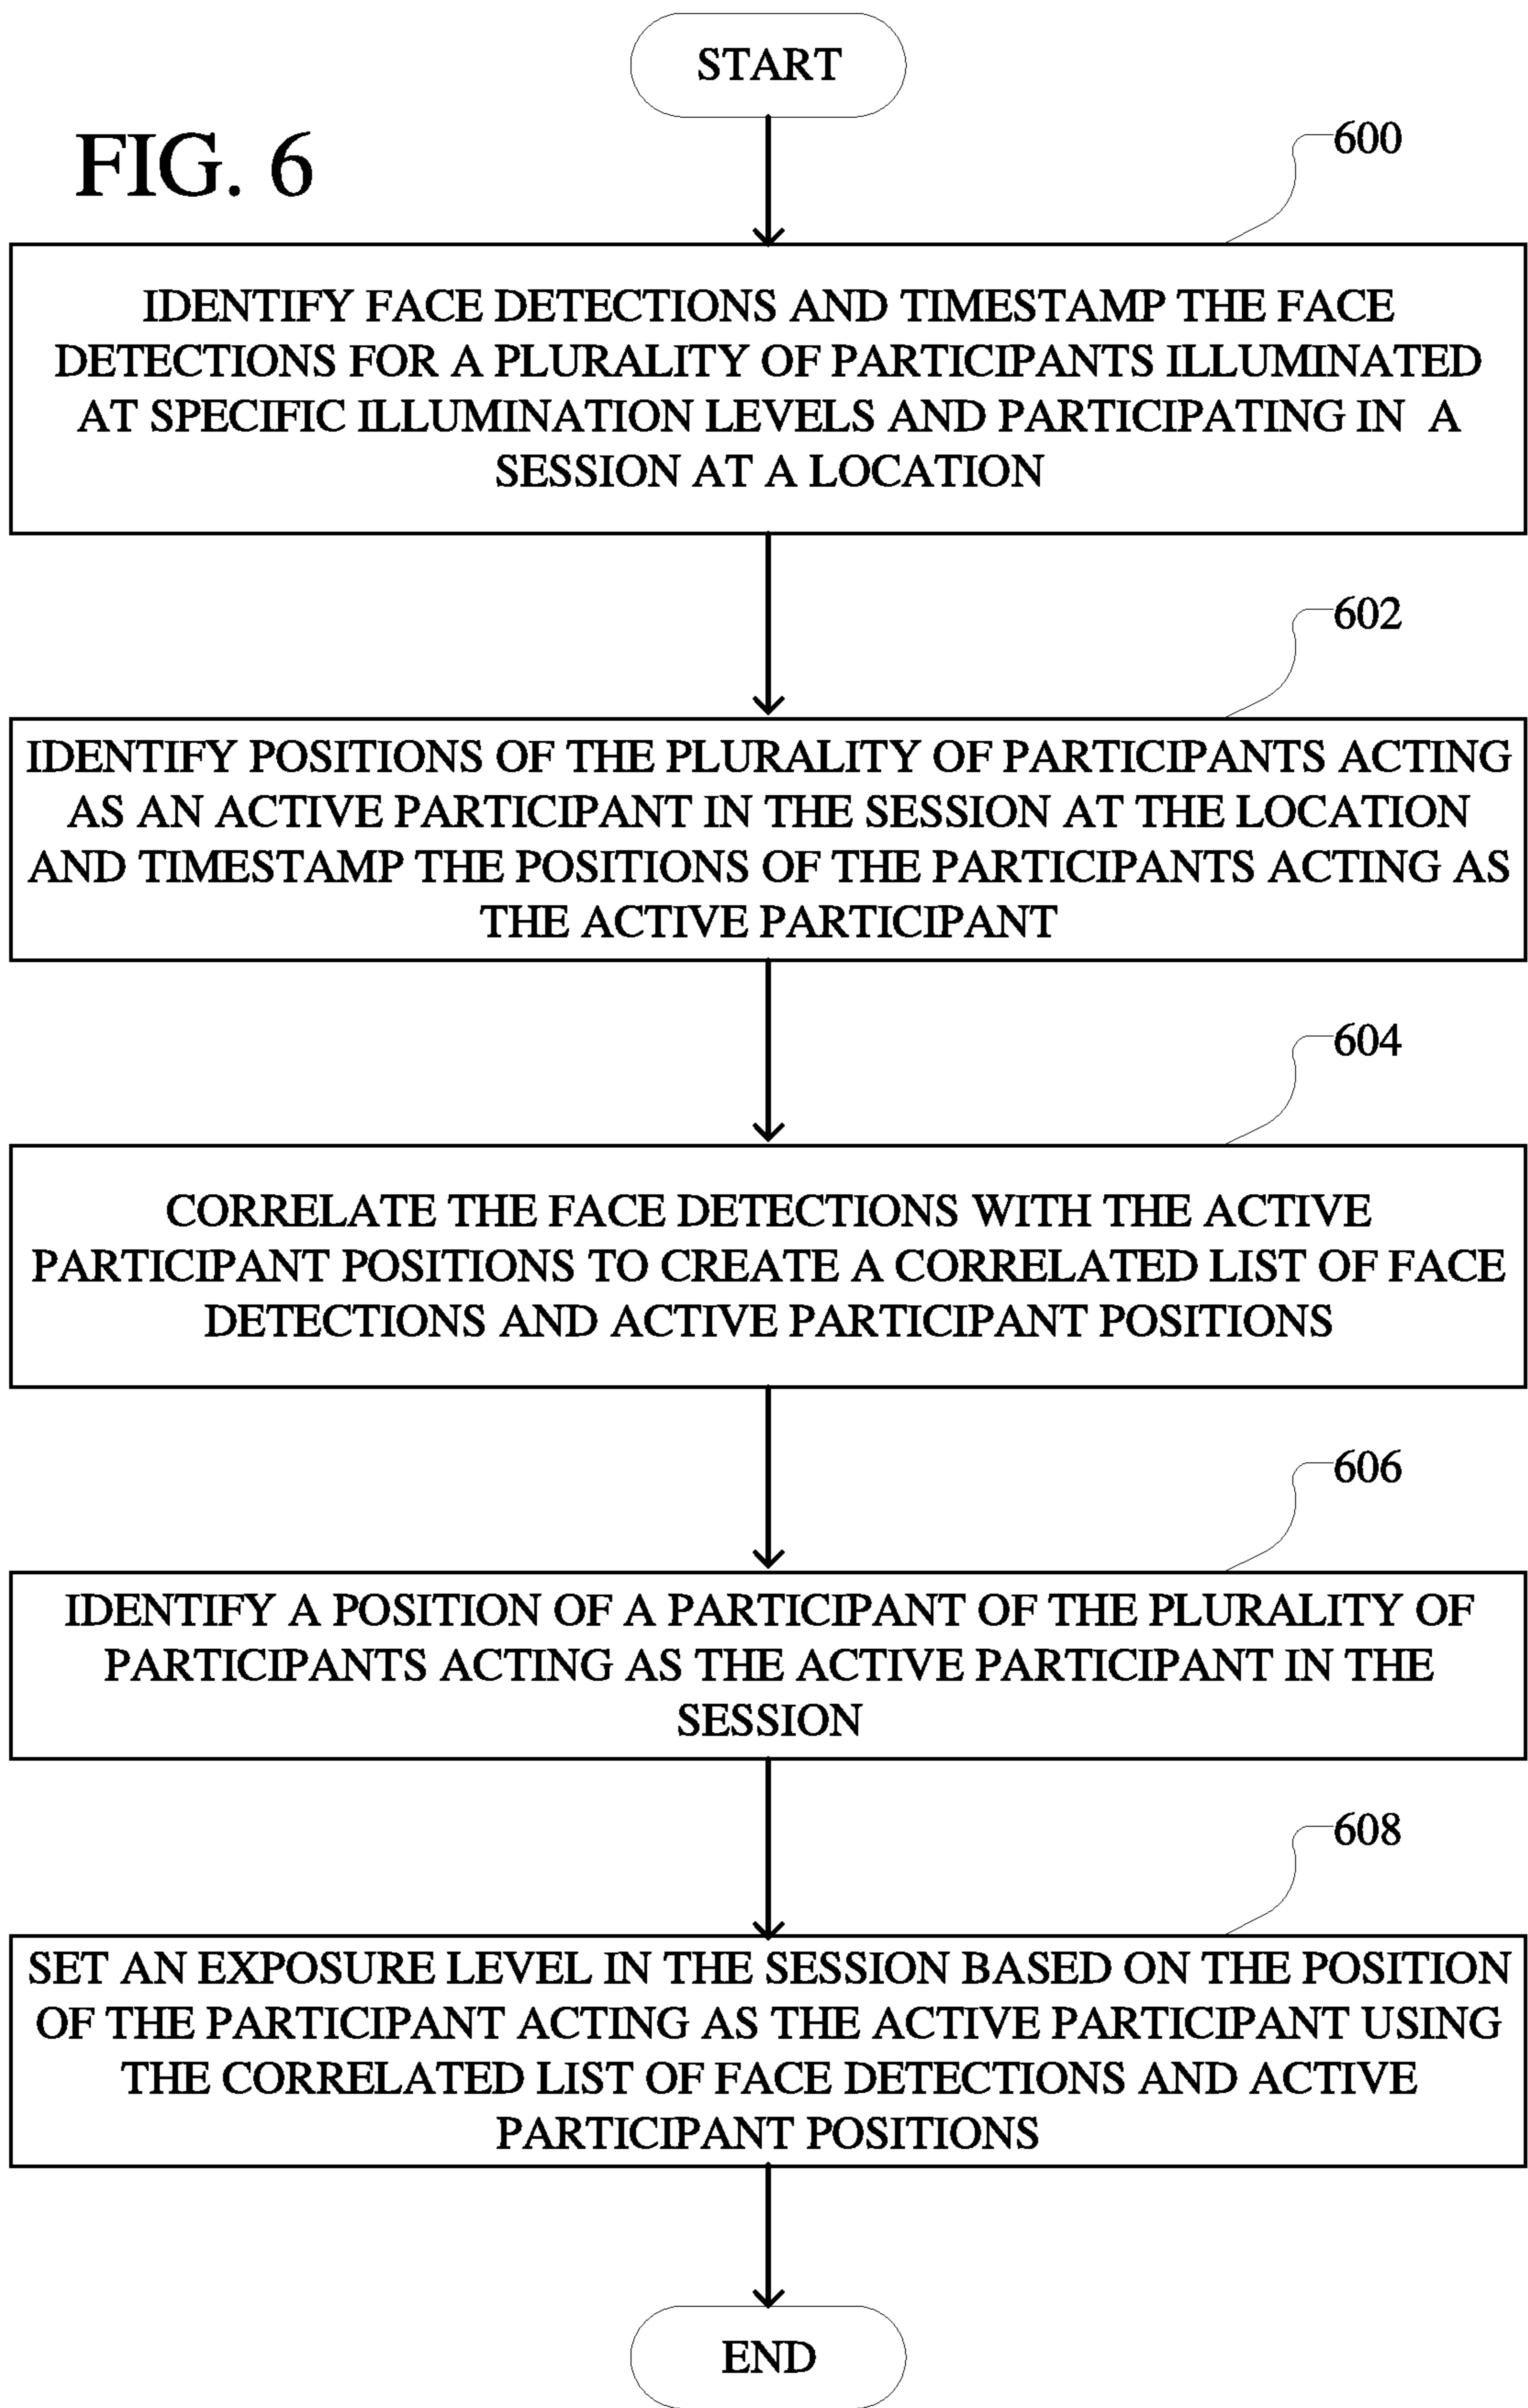 START
FIG. 6
600
IDENTIFY FACE DETECTIONS AND TIMESTAMP THE FACE
DETECTIONS FOR A PLURALITY OF PARTICIPANTS ILLUMINATED
AT SPECIFIC ILLUMINATION LEVELS AND PARTICIPATING IN A
SESSION AT A LOCATION
602
IDENTIFY POSITIONS OF THE PLURALITY OF PARTICIPANTS ACTING
AS AN ACTIVE PARTICIPANT IN THE SESSION AT THE LOCATION
AND TIMESTAMP THE POSITIONS OF THE PARTICIPANTS ACTING AS
THE ACTIVE PARTICIPANT
604
CORRELATE THE FACE DETECTIONS WITH THE ACTIVE
PARTICIPANT POSITIONS TO CREATE A CORRELATED LIST OF FACE
DETECTIONS AND ACTIVE PARTICIPANT POSITIONS
606
IDENTIFY A POSITION OF A PARTICIPANT OF THE PLURALITY OF
PARTICIPANTS ACTING AS THE ACTIVE PARTICIPANT IN THE
SESSION
608
SET AN EXPOSURE LEVEL IN THE SESSION BASED ON THE POSITION
OF THE PARTICIPANT ACTING AS THE ACTIVE PARTICIPANT USING
THE CORRELATED LIST OF FACE DETECTIONS AND ACTIVE
PARTICIPANT POSITIONS
END